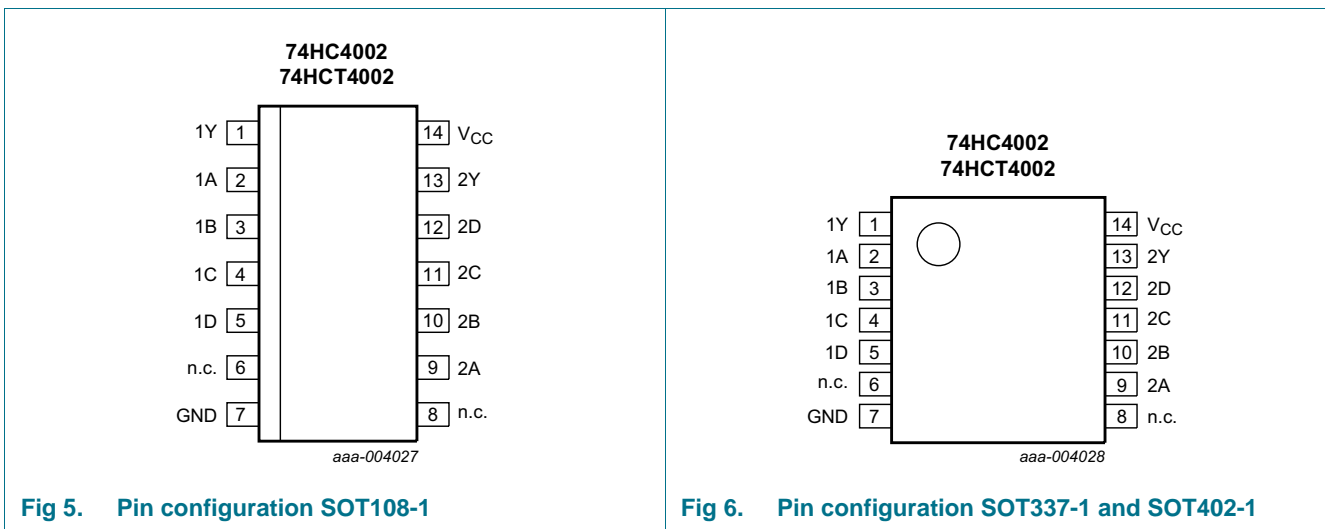 74HC4002
74HCT4002
1Y 1 14 VCC
1A 2 13 2Y
1B 3 12 2D
1C 4 11 2C
1D 5 10 2B
n.c. 6 9 2A
GND 7 8 n.c.
aaa-004027
Fig 5. Pin configuration SOT108-1
74HC4002
74HCT4002
1Y 1 14 VCC
1A 2 13 2Y
1B 3 12 2D
1C 4 11 2C
1D 5 10 2B
n.c. 6 9 2A
GND 7 8 n.c.
aaa-004028
Fig 6. Pin configuration SOT337-1 and SOT402-1